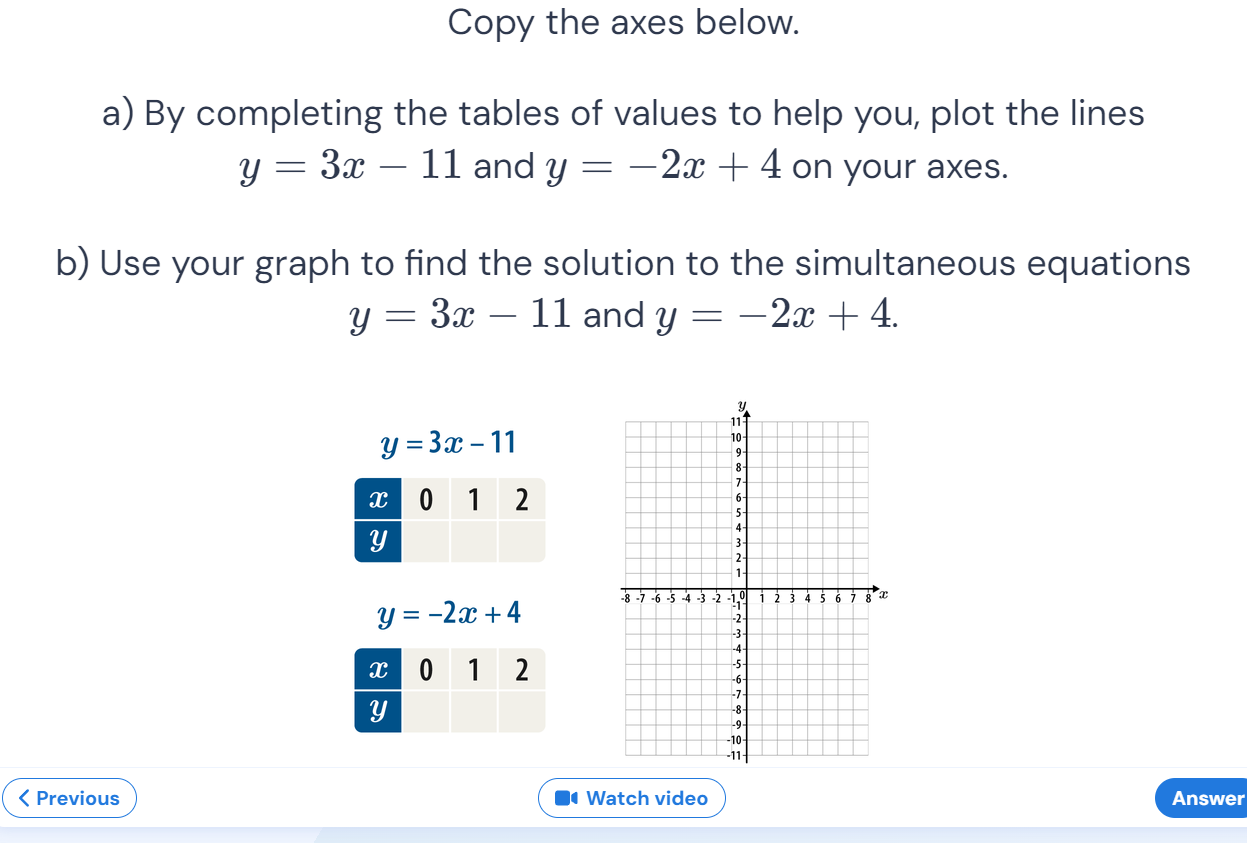 Copy the axes below.
a) By completing the tables of values to help you, plot the lines
y = 3x − 11 and y = −2x + 4 on your axes.
b) Use your graph to find the solution to the simultaneous equations
y = 3x − 11 and y = −2x + 4.
y = 3x − 11
x 0 1 2
y
y = −2x + 4
x 0 1 2
y
y
11
10
9
8
7
6
5
4
3
2
1
-8 -7 -6 -5 -4 -3 -2 -1 0 1 2 3 4 5 6 7 8 x
-1
-2
-3
-4
-5
-6
-7
-8
-9
-10
-11
Previous
Watch video
Answer